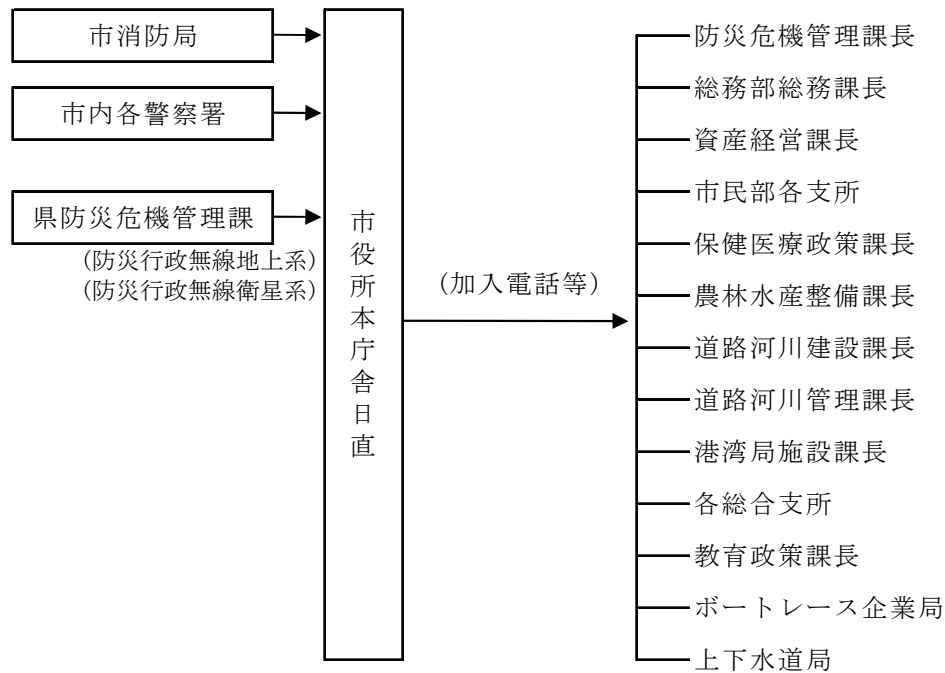 市消防局
市内各警察署
県防災危機管理課
(防災行政無線地上系)
(防災行政無線衛星系)
市役所本庁舎日直
(加入電話等)
防災危機管理課長
総務部総務課長
資産経営課長
市民部各支所
保健医療政策課長
農林水産整備課長
道路河川建設課長
道路河川管理課長
港湾局施設課長
各総合支所
教育政策課長
ボートレース企業局
上下水道局